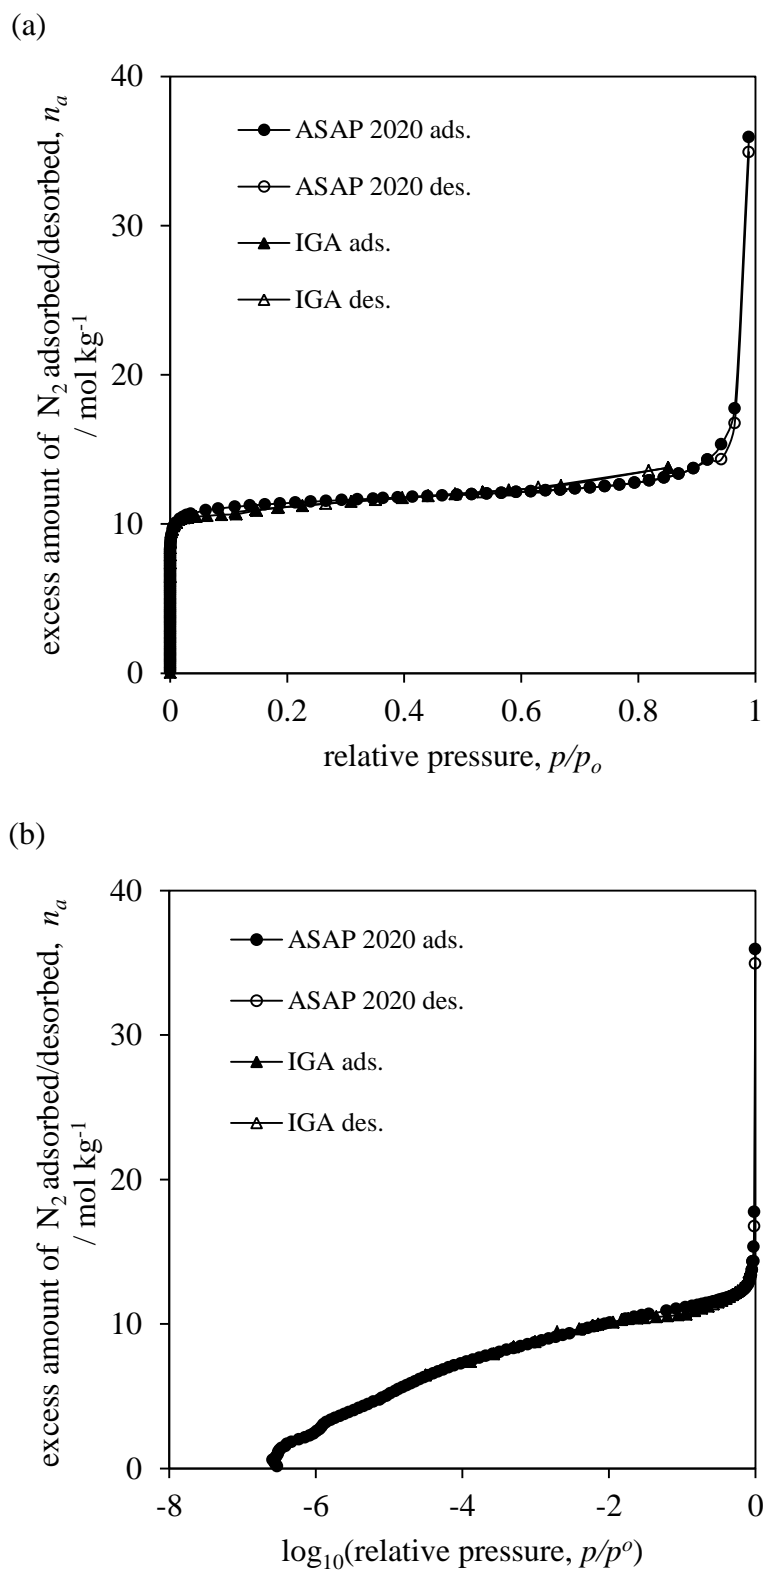 (a)
excess amount of N₂ adsorbed/desorbed, nₐ
/ mol kg⁻¹
40
30
20
10
0
ASAP 2020 ads.
ASAP 2020 des.
IGA ads.
IGA des.
0 0.2 0.4 0.6 0.8 1
relative pressure, p/pₒ
(b)
excess amount of N₂ adsorbed/desorbed, nₐ
/ mol kg⁻¹
40
30
20
10
0
ASAP 2020 ads.
ASAP 2020 des.
IGA ads.
IGA des.
-8 -6 -4 -2 0
log₁₀(relative pressure, p/pᵒ)